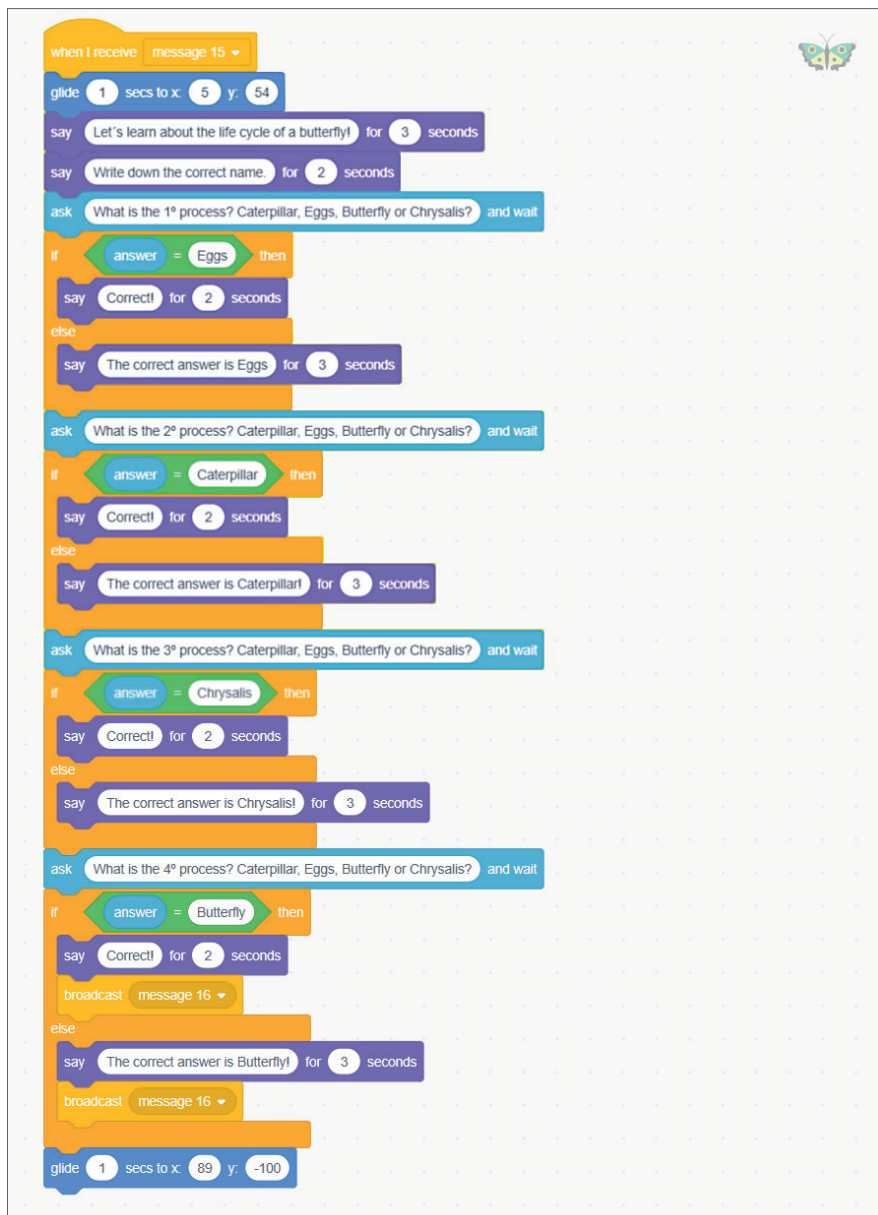 when I receive message 15
glide 1 secs to x: 5 y: 54
say Let´s learn about the life cycle of a butterfly! for 3 seconds
say Write down the correct name. for 2 seconds
ask What is the 1º process? Caterpillar, Eggs, Butterfly or Chrysalis? and wait
if answer = Eggs then
say Correct! for 2 seconds
else
say The correct answer is Eggs for 3 seconds
ask What is the 2º process? Caterpillar, Eggs, Butterfly or Chrysalis? and wait
if answer = Caterpillar then
say Correct! for 2 seconds
else
say The correct answer is Caterpillar! for 3 seconds
ask What is the 3º process? Caterpillar, Eggs, Butterfly or Chrysalis? and wait
if answer = Chrysalis then
say Correct! for 2 seconds
else
say The correct answer is Chrysalis! for 3 seconds
ask What is the 4º process? Caterpillar, Eggs, Butterfly or Chrysalis? and wait
if answer = Butterfly then
say Correct! for 2 seconds
broadcast message 16
else
say The correct answer is Butterfly! for 3 seconds
broadcast message 16
glide 1 secs to x: 89 y: -100